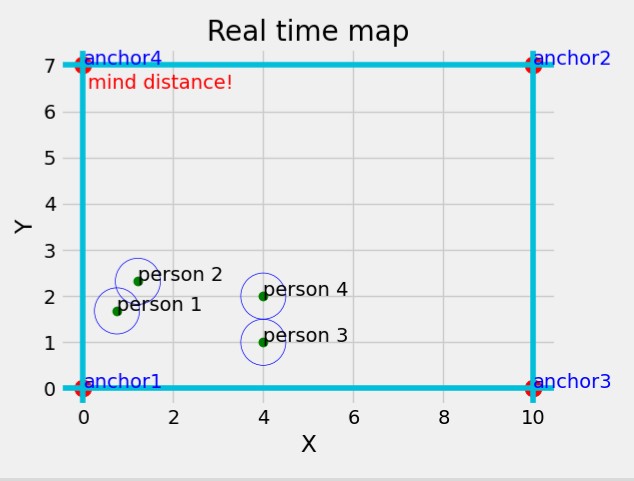 Real time map
anchor4
anchor2
mind distance!
7
6
5
4
3
2
1
0
Y
person 2
person 1
person 4
person 3
anchor1
anchor3
0 2 4 6 8 10
X